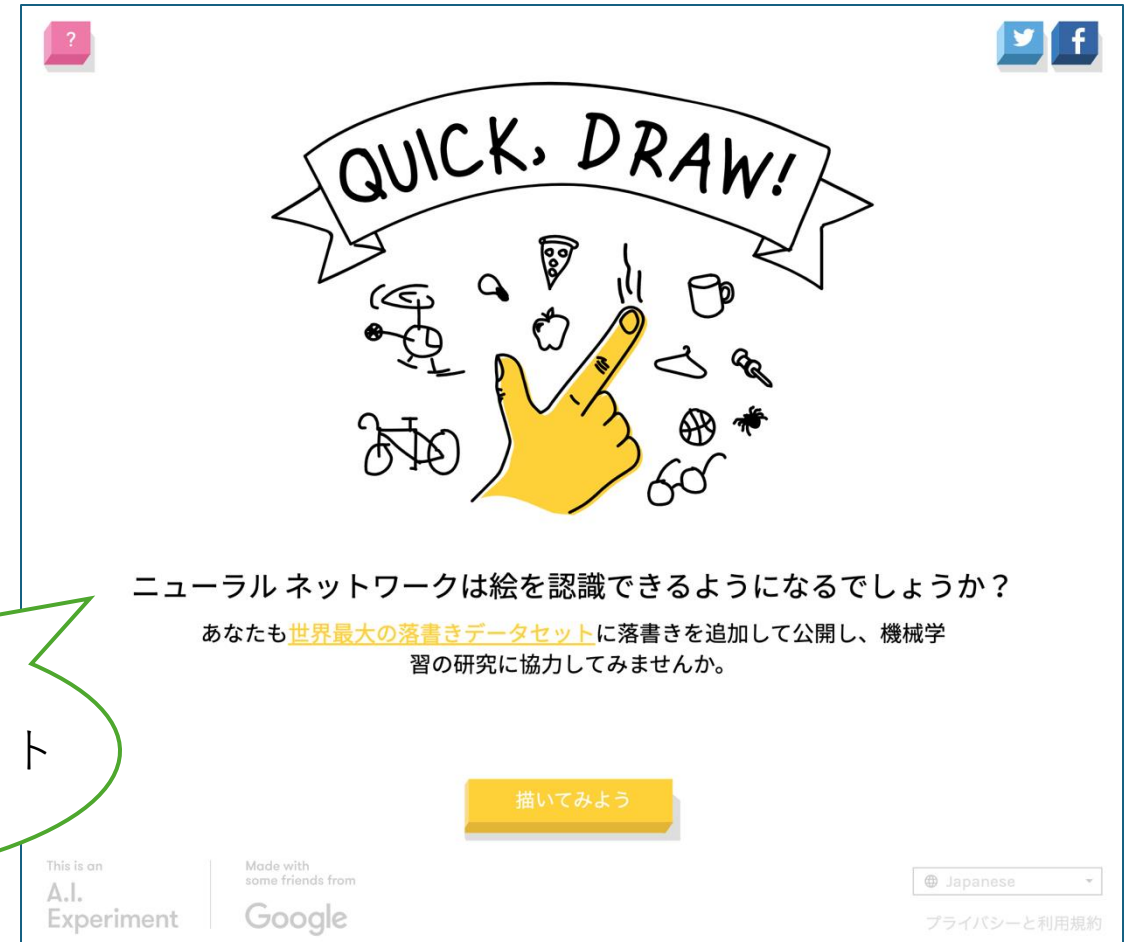 ?
QUICK, DRAW!
ニューラル ネットワークは絵を認識できるようになるでしょうか？
あなたも世界最大の落書きデータセットに落書きを追加して公開し、機械学
習の研究に協力してみませんか。
ト
描いてみよう
This is an
A.I.
Experiment
Made with
some friends from
Google
Japanese
プライバシーと利用規約